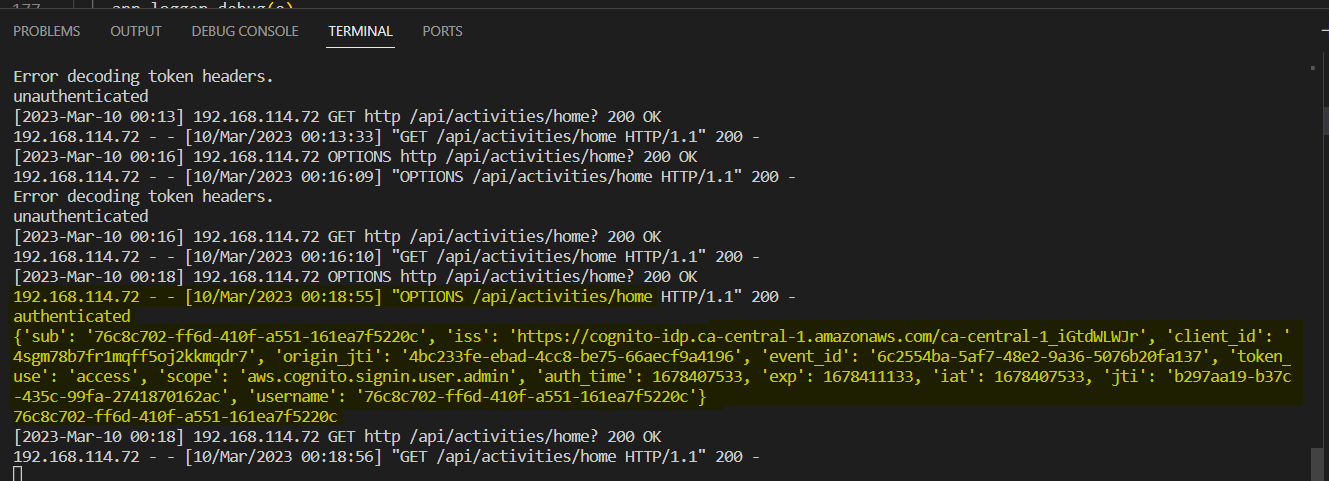 177 app.logger.debug(e)
PROBLEMS OUTPUT DEBUG CONSOLE TERMINAL PORTS
Error decoding token headers.
unauthenticated
[2023-Mar-10 00:13] 192.168.114.72 GET http /api/activities/home? 200 OK
192.168.114.72 - - [10/Mar/2023 00:13:33] "GET /api/activities/home HTTP/1.1" 200 -
[2023-Mar-10 00:16] 192.168.114.72 OPTIONS http /api/activities/home? 200 OK
192.168.114.72 - - [10/Mar/2023 00:16:09] "OPTIONS /api/activities/home HTTP/1.1" 200 -
Error decoding token headers.
unauthenticated
[2023-Mar-10 00:16] 192.168.114.72 GET http /api/activities/home? 200 OK
192.168.114.72 - - [10/Mar/2023 00:16:10] "GET /api/activities/home HTTP/1.1" 200 -
[2023-Mar-10 00:18] 192.168.114.72 OPTIONS http /api/activities/home? 200 OK
192.168.114.72 - - [10/Mar/2023 00:18:55] "OPTIONS /api/activities/home HTTP/1.1" 200 -
authenticated
{'sub': '76c8c702-ff6d-410f-a551-161ea7f5220c', 'iss': 'https://cognito-idp.ca-central-1.amazonaws.com/ca-central-1_iGtdWLWJr', 'client_id': '
4sgm78b7fr1mqff5oj2kkmqdr7', 'origin_jti': '4bc233fe-ebad-4cc8-be75-66aecf9a4196', 'event_id': '6c2554ba-5af7-48e2-9a36-5076b20fa137', 'token_
use': 'access', 'scope': 'aws.cognito.signin.user.admin', 'auth_time': 1678407533, 'exp': 1678411133, 'iat': 1678407533, 'jti': 'b297aa19-b37c
-435c-99fa-2741870162ac', 'username': '76c8c702-ff6d-410f-a551-161ea7f5220c'}
76c8c702-ff6d-410f-a551-161ea7f5220c
[2023-Mar-10 00:18] 192.168.114.72 GET http /api/activities/home? 200 OK
192.168.114.72 - - [10/Mar/2023 00:18:56] "GET /api/activities/home HTTP/1.1" 200 -